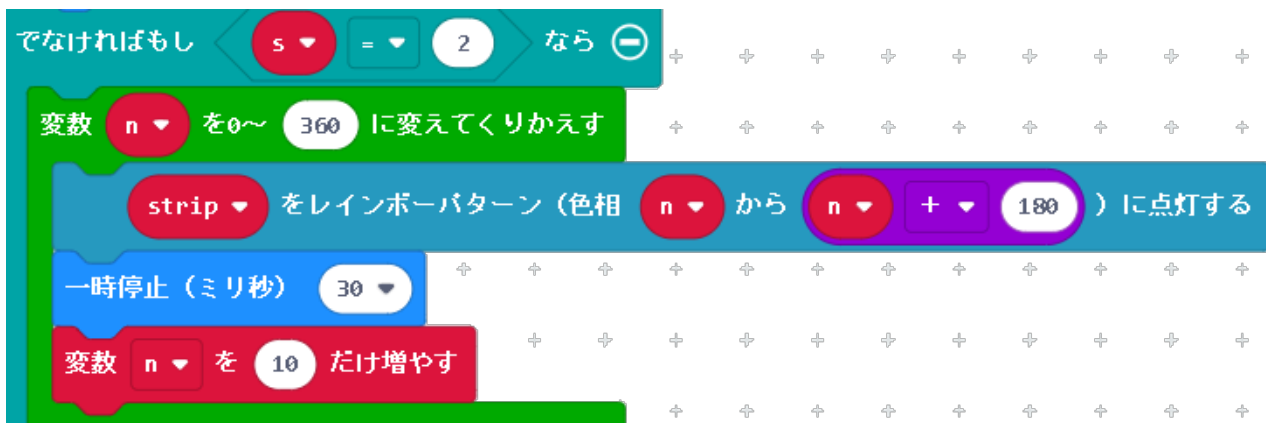 でなければもし s = 2 なら
変数 n を0～ 360 に変えてくりかえす
strip をレインボーパターン（色相 n から n + 180 ）に点灯する
一時停止（ミリ秒） 30
変数 n を 10 だけ増やす